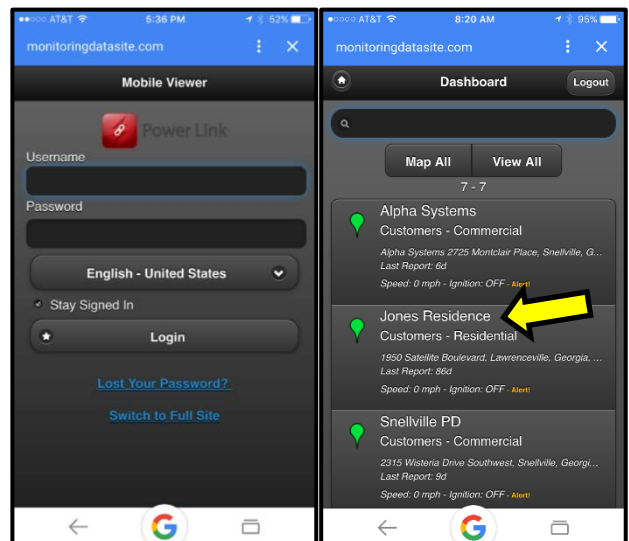 AT&T 5:36 PM 52%
monitoringdatasite.com
Mobile Viewer
Power Link
Username
Password
English - United States
Stay Signed In
Login
Lost Your Password?
Switch to Full Site
AT&T 8:20 AM 95%
monitoringdatasite.com
Dashboard
Logout
Map All
View All
7 - 7
Alpha Systems
Customers - Commercial
Alpha Systems 2725 Montclair Place, Snellville, G...
Last Report: 6d
Speed: 0 mph - Ignition: OFF - Alert!
Jones Residence
Customers - Residential
1950 Satellite Boulevard, Lawrenceville, Georgia, ...
Last Report: 86d
Speed: 0 mph - Ignition: OFF - Alert!
Snellville PD
Customers - Commercial
2315 Wisteria Drive Southwest, Snellville, Georgi...
Last Report: 9d
Speed: 0 mph - Ignition: OFF - Alert!